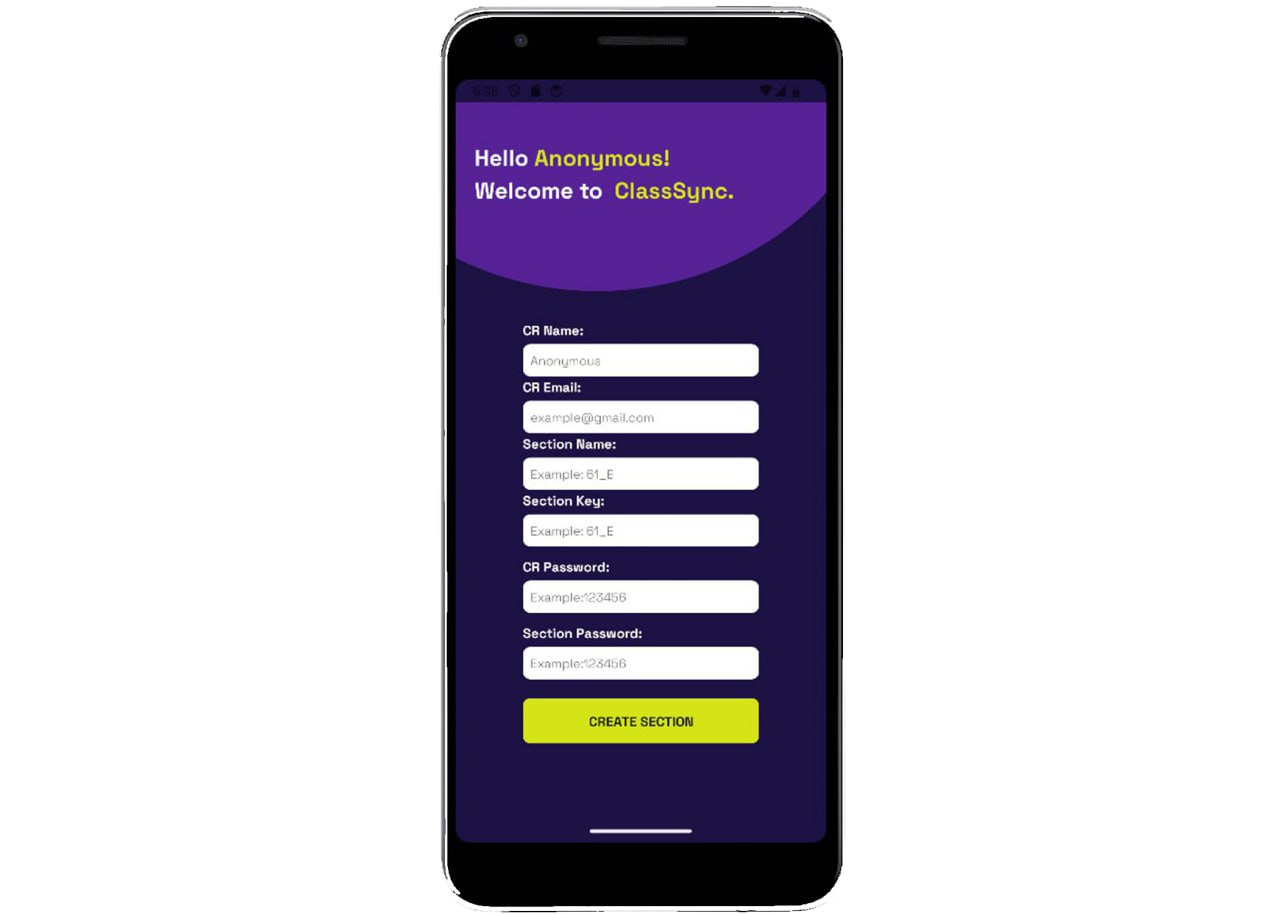 6:38
Hello Anonymous!
Welcome to ClassSync.
CR Name:
Anonymous
CR Email:
example@gmail.com
Section Name:
Example: 61_E
Section Key:
Example: 61_E
CR Password:
Example:123456
Section Password:
Example:123456
CREATE SECTION